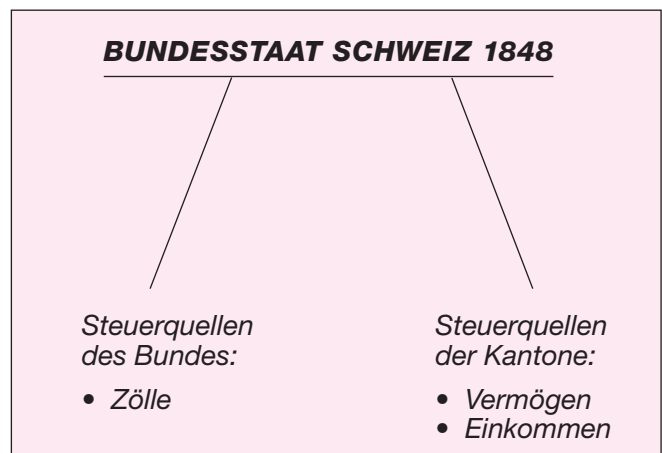 BUNDESSTAAT SCHWEIZ 1848
Steuerquellen
des Bundes:
• Zölle
Steuerquellen
der Kantone:
• Vermögen
• Einkommen